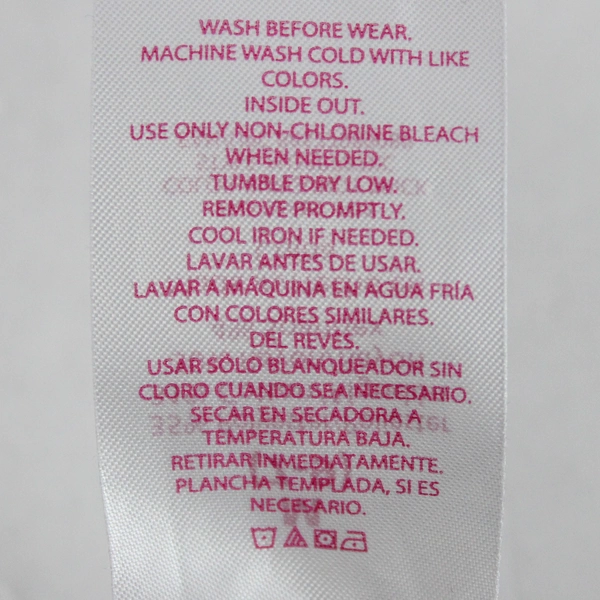 WASH BEFORE WEAR.
MACHINE WASH COLD WITH LIKE
COLORS.
INSIDE OUT.
USE ONLY NON-CHLORINE BLEACH
WHEN NEEDED.
TUMBLE DRY LOW.
REMOVE PROMPTLY.
COOL IRON IF NEEDED.
LAVAR ANTES DE USAR.
LAVAR A MÁQUINA EN AGUA FRÍA
CON COLORES SIMILARES.
DEL REVÉS.
USAR SÓLO BLANQUEADOR SIN
CLORO CUANDO SEA NECESARIO.
SECAR EN SECADORA A
TEMPERATURA BAJA.
RETIRAR INMEDIATAMENTE.
PLANCHA TEMPLADA, SI ES
NECESARIO.